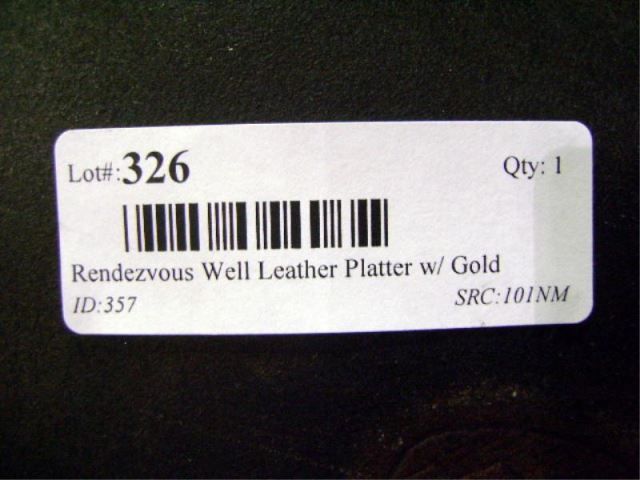 Lot#:326 Qty: 1
Rendezvous Well Leather Platter w/ Gold
ID:357 SRC:101NM